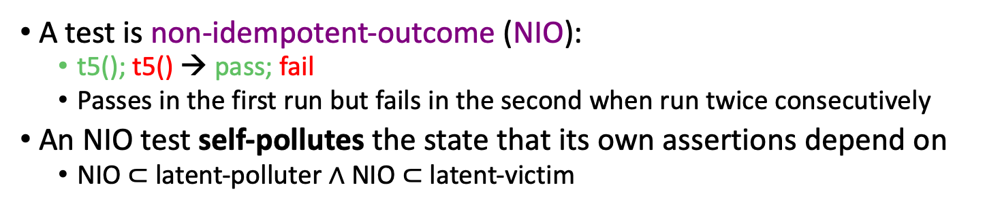 • A test is non-idempotent-outcome (NIO):
• t5(); t5() → pass; fail
• Passes in the first run but fails in the second when run twice consecutively
• An NIO test self-pollutes the state that its own assertions depend on
• NIO ⊂ latent-polluter ∧ NIO ⊂ latent-victim